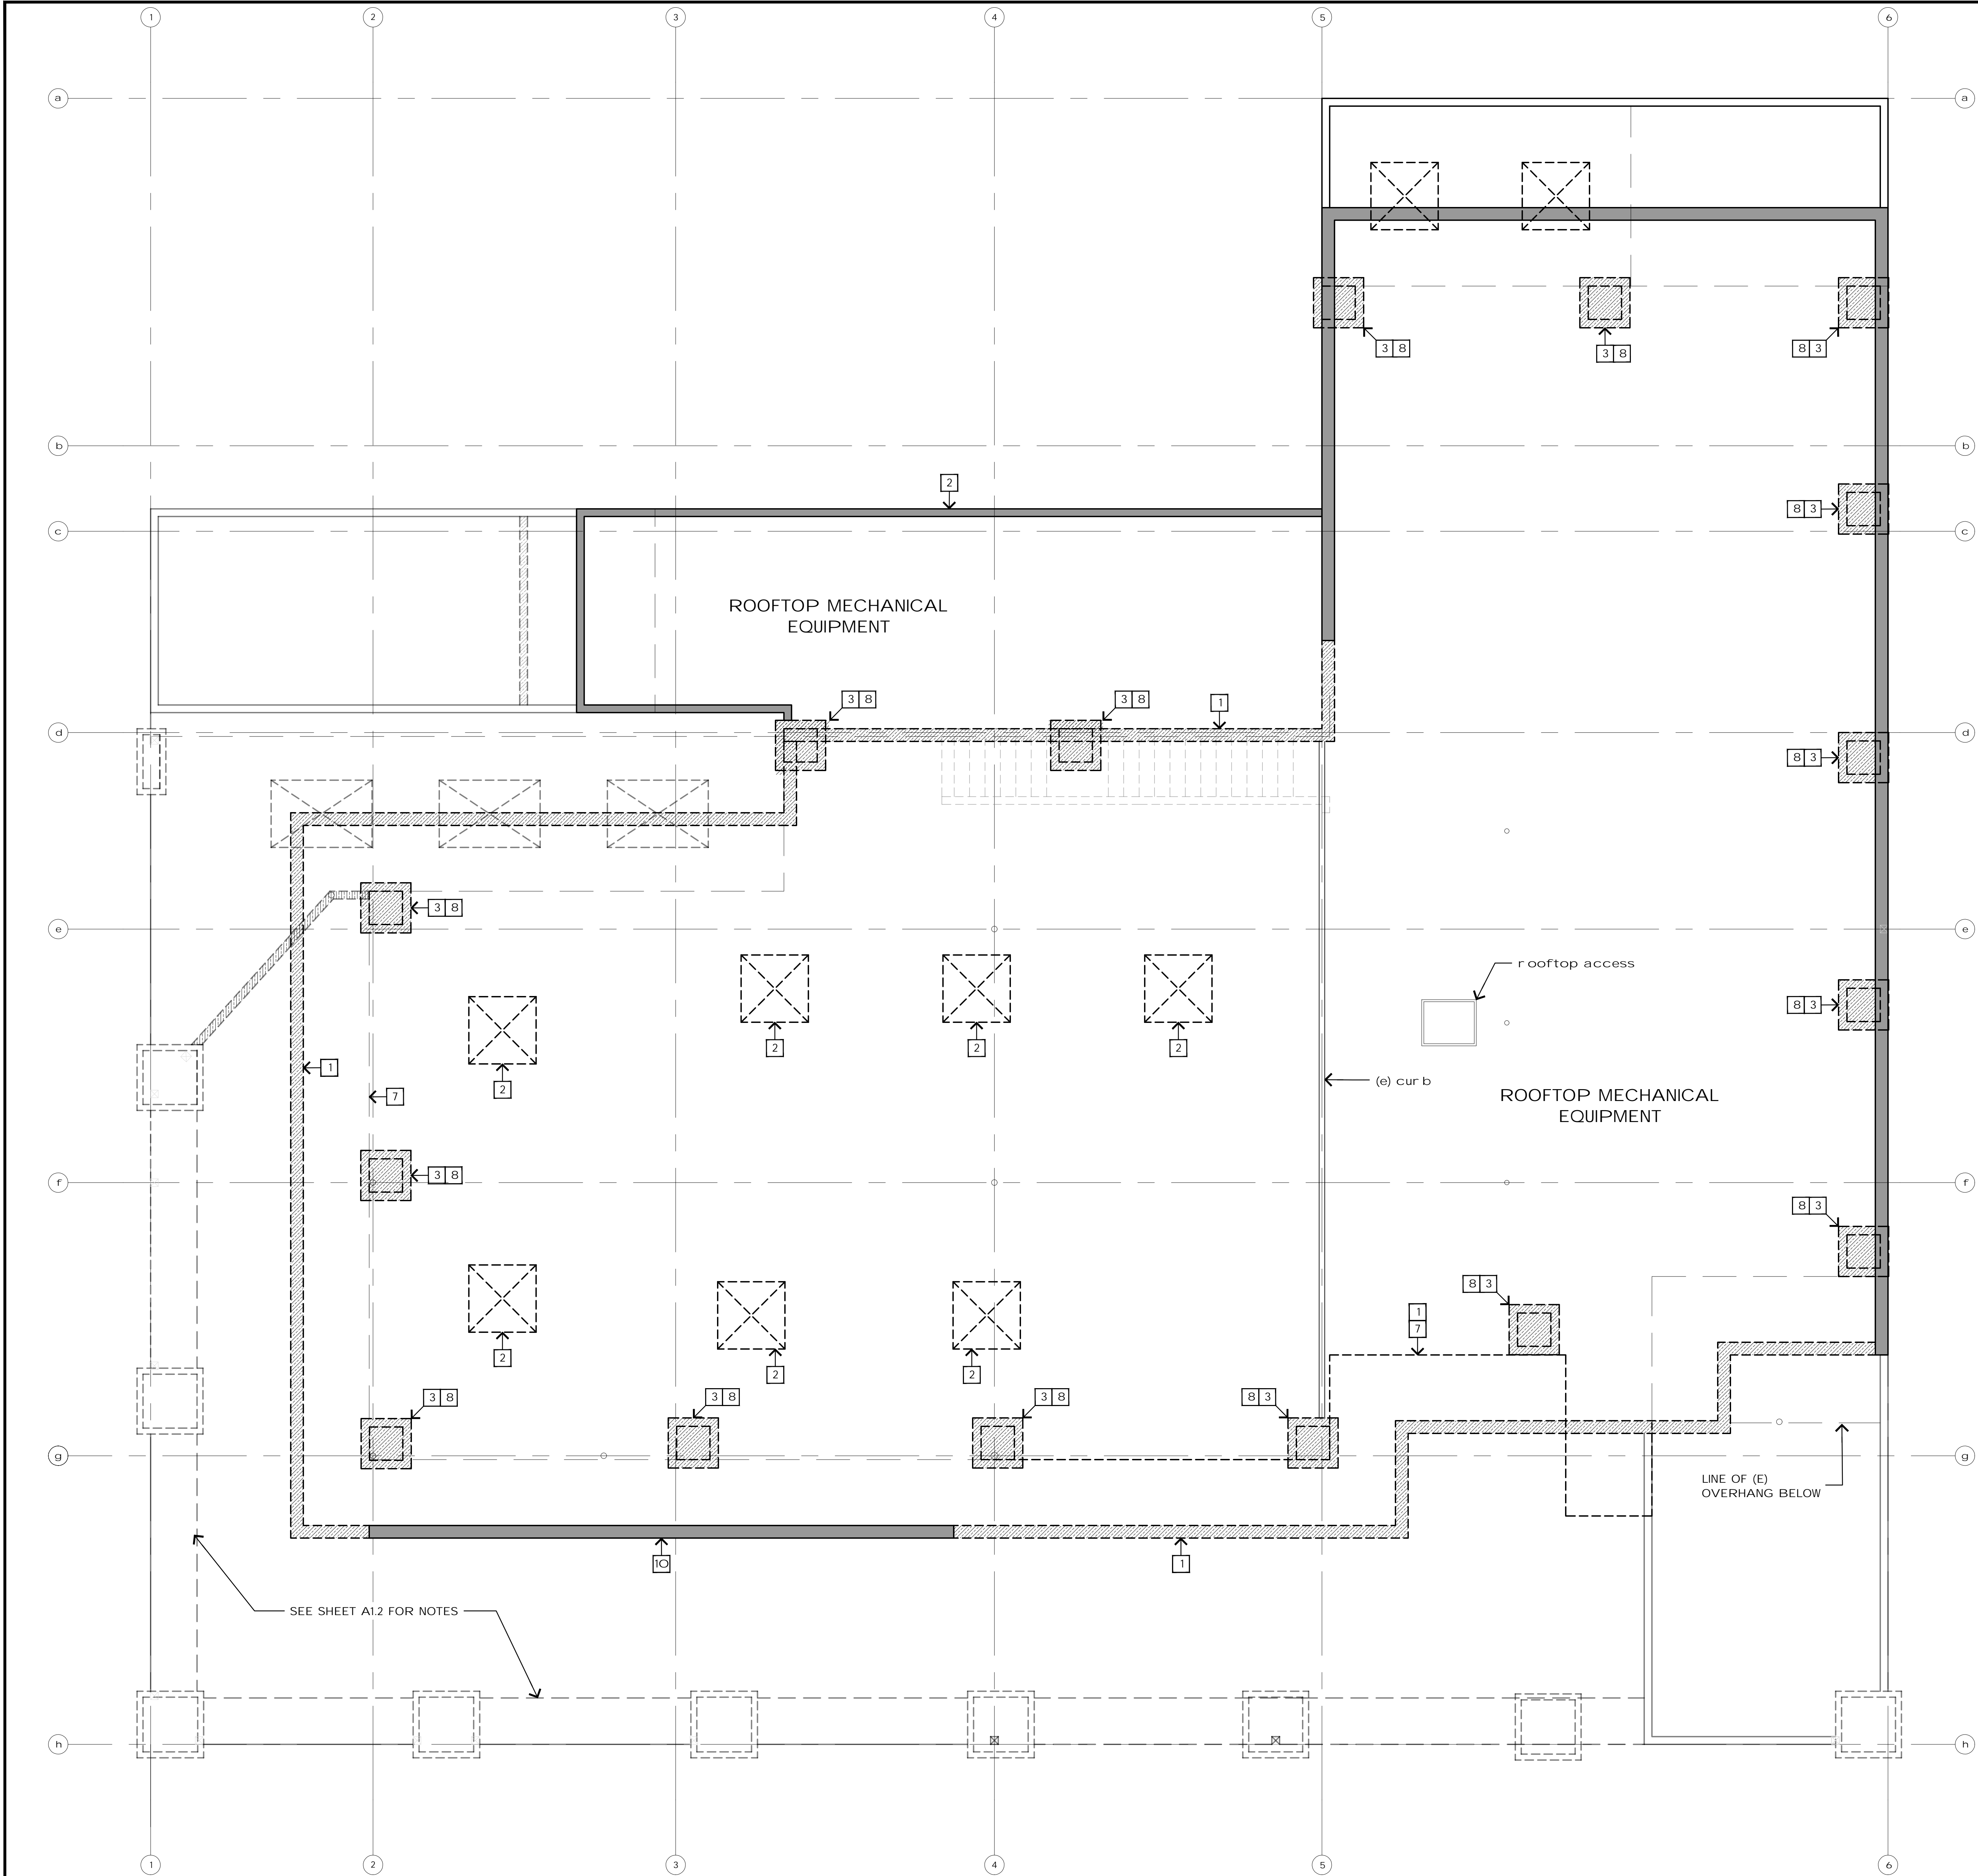 1 2 3 4 5 6
a a
3 8
3 8
8 3
b b
2
8 3
c c
ROOFTOP MECHANICAL
EQUIPMENT
3 8
3 8
1
d d
8 3
3 8
e e
rooftop access
8 3
2
2
2
1
(e) curb
2
7
ROOFTOP MECHANICAL
EQUIPMENT
3 8
f f
8 3
8 3
1
7
2
2
2
3 8
3 8
3 8
8 3
g g
LINE OF (E)
OVERHANG BELOW
10
1
SEE SHEET A1.2 FOR NOTES
h h
1 2 3 4 5 6